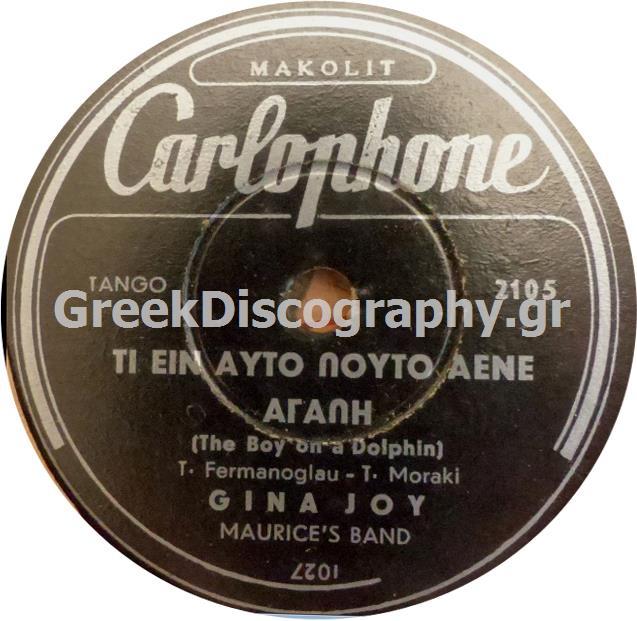 MAKOLIT
Carlophone
TANGO 2105
GreekDiscography.gr
ΤΙ ΕΙΝ ΑΥΤΟ ΠΟΥΤΟ ΛΕΝΕ
ΑΓΑΠΗ
(The Boy on a Dolphin)
T. Fermanoglau - T. Moraki
GINA JOY
MAURICE'S BAND
1027